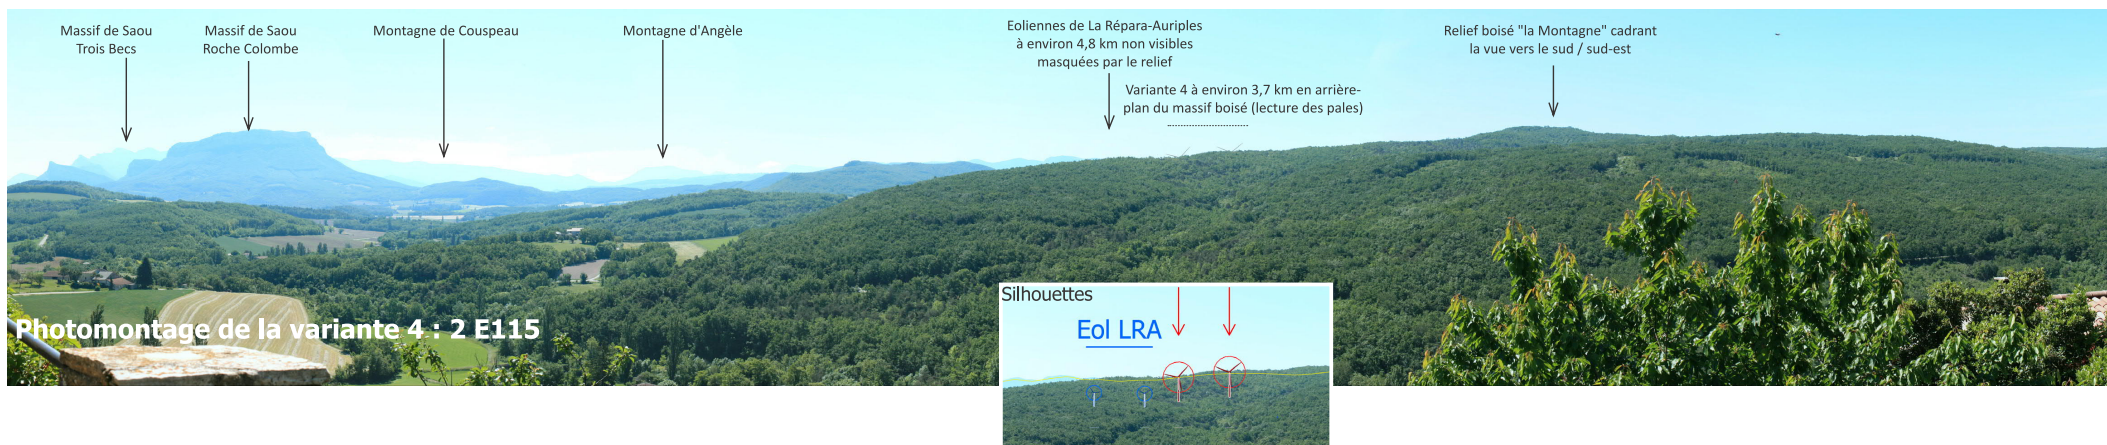 Massif de Saou
Trois Becs
Massif de Saou
Roche Colombe
Montagne de Couspeau
Montagne d'Angèle
Eoliennes de La Répara-Auriples
à environ 4,8 km non visibles
masquées par le relief
Variante 4 à environ 3,7 km en arrière-
plan du massif boisé (lecture des pales)
Relief boisé "la Montagne" cadrant
la vue vers le sud / sud-est
Photomontage de la variante 4 : 2 E115
Silhouettes
Eol LRA